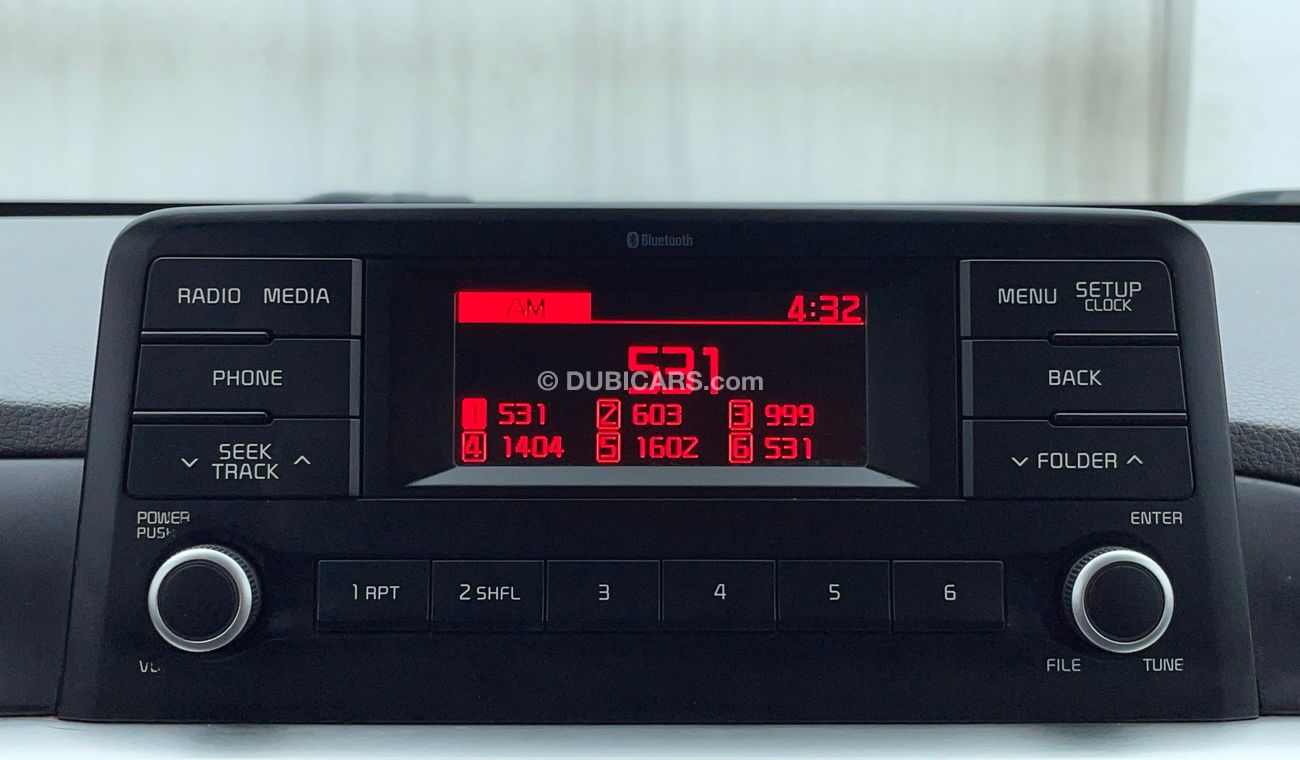 Bluetooth
RADIO MEDIA
AM 4:32
MENU SETUP
CLOCK
531
© DUBICARS.com
PHONE
BACK
1 531 2 603 3 999
4 1404 5 1602 6 531
SEEK
TRACK
FOLDER
POWER
PUSH
ENTER
1 RPT 2 SHFL 3 4 5 6
FILE TUNE